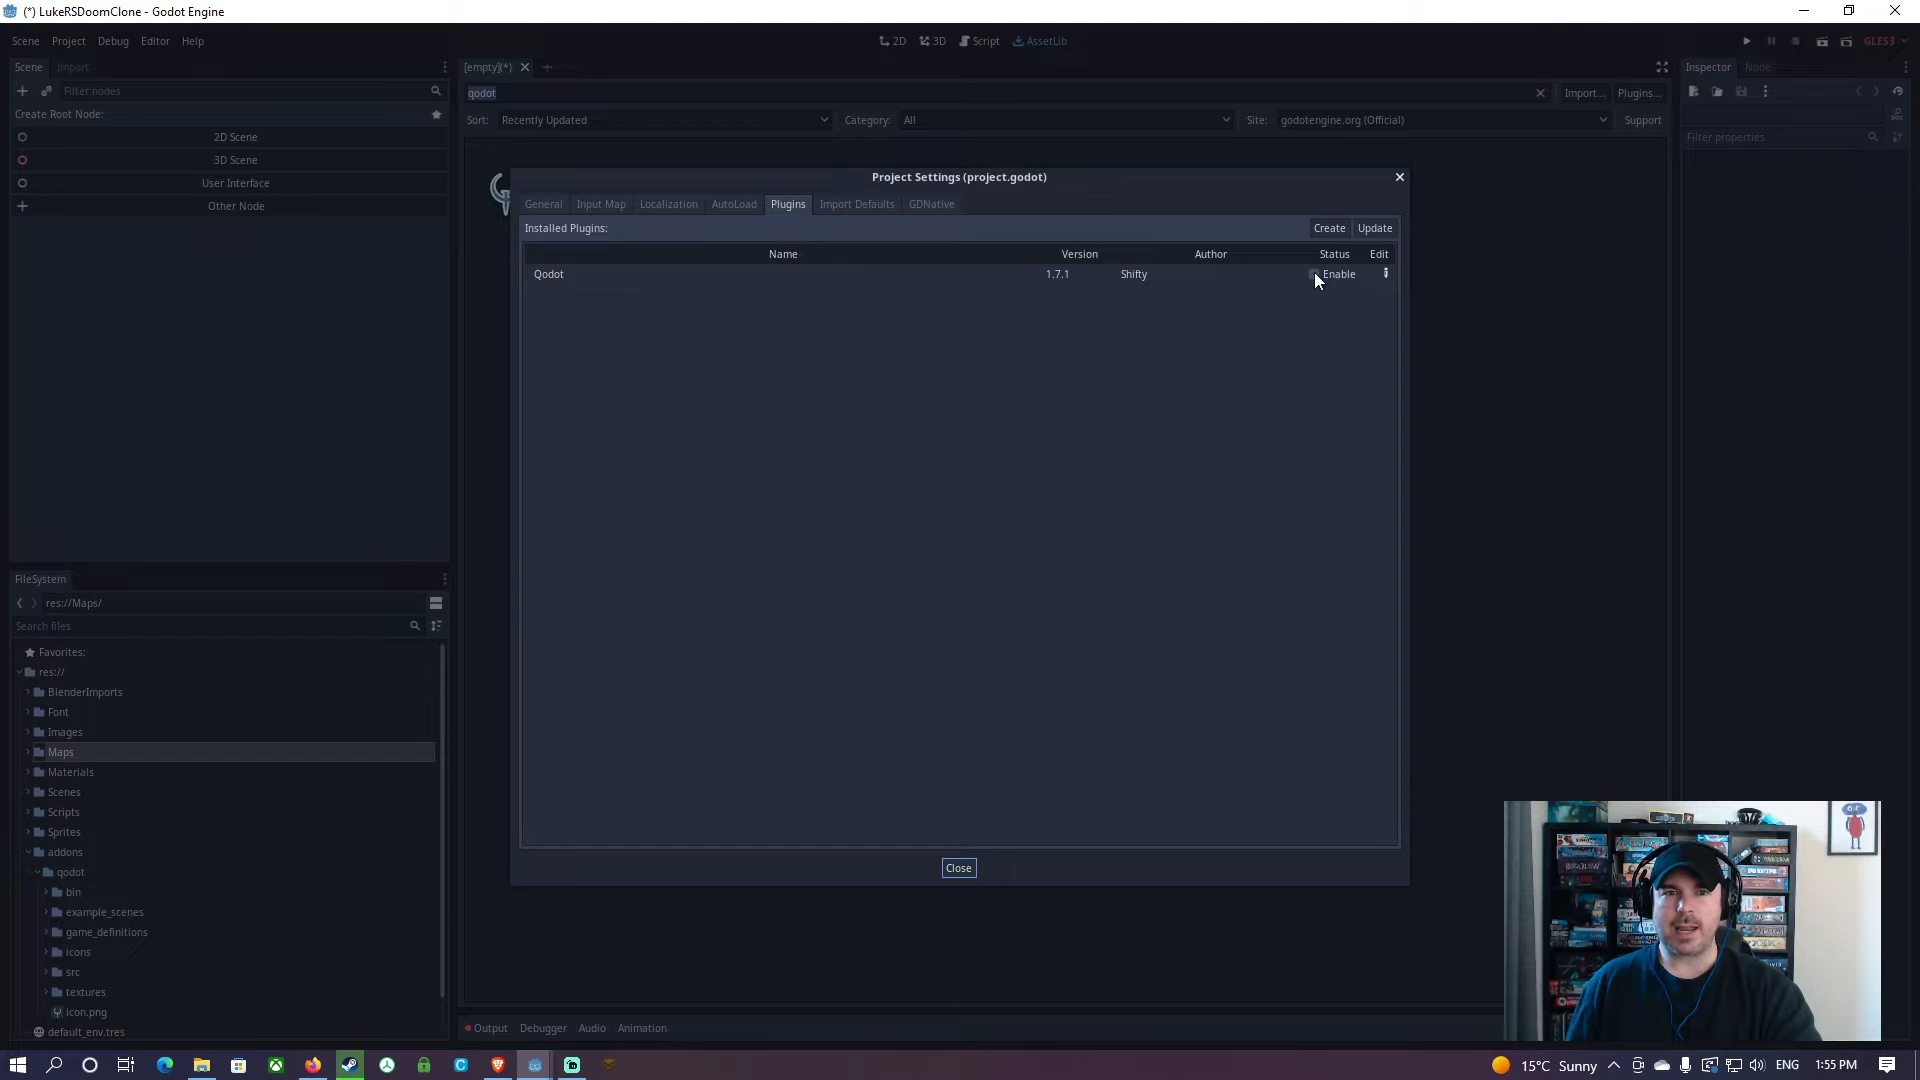 (*) LukeRSDoomClone - Godot Engine
Scene Project Debug Editor Help
2D 3D Script AssetLib
GLES3
Scene Import
[empty](*)
Inspector Node
Filter nodes
qodot
Import... Plugins...
Create Root Node:
Sort: Recently Updated
Category: All
Site: godotengine.org (Official)
Support
Filter properties
2D Scene
3D Scene
User Interface
Other Node
Project Settings (project.godot)
General Input Map Localization AutoLoad Plugins Import Defaults GDNative
Installed Plugins:
Create Update
Name Version Author Status Edit
Qodot 1.7.1 Shifty Enable
Close
FileSystem
res://Maps/
Search files
Favorites:
res://
BlenderImports
Font
Images
Maps
Materials
Scenes
Scripts
Sprites
addons
qodot
bin
example_scenes
game_definitions
icons
src
textures
icon.png
default_env.tres
Output Debugger Audio Animation
15°C Sunny
ENG
1:55 PM